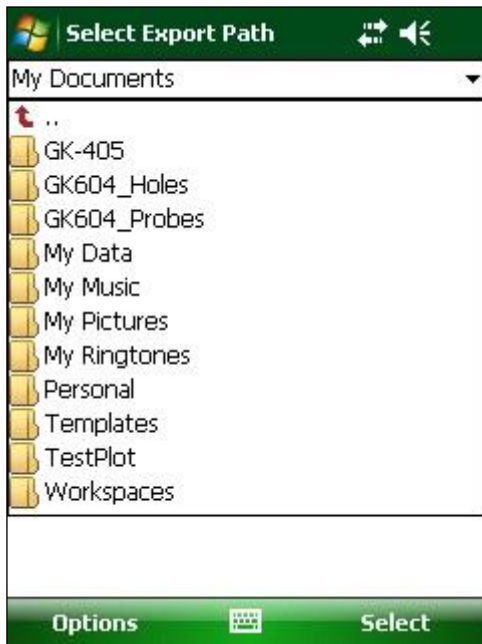 Select Export Path
My Documents
..
GK-405
GK604_Holes
GK604_Probes
My Data
My Music
My Pictures
My Ringtones
Personal
Templates
TestPlot
Workspaces
Options Select